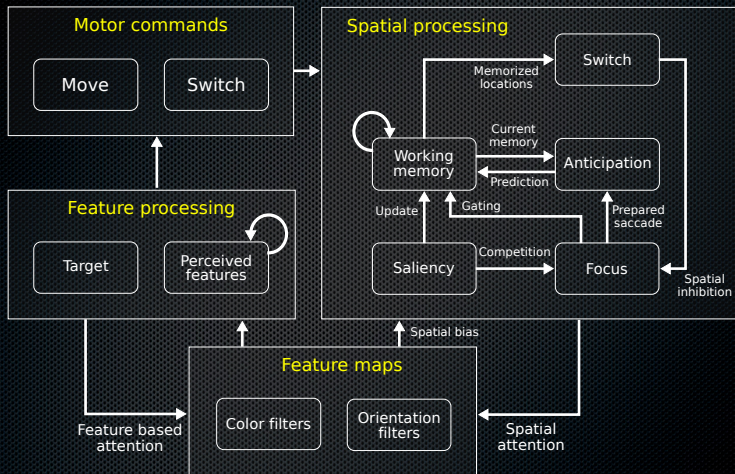 Motor commands
Move
Switch
Spatial processing
Switch
Memorized
locations
Working
memory
Current
memory
Prediction
Anticipation
Update
Gating
Prepared
saccade
Saliency
Competition
Focus
Spatial
inhibition
Feature processing
Target
Perceived
features
Spatial bias
Feature maps
Color filters
Orientation
filters
Feature based
attention
Spatial
attention